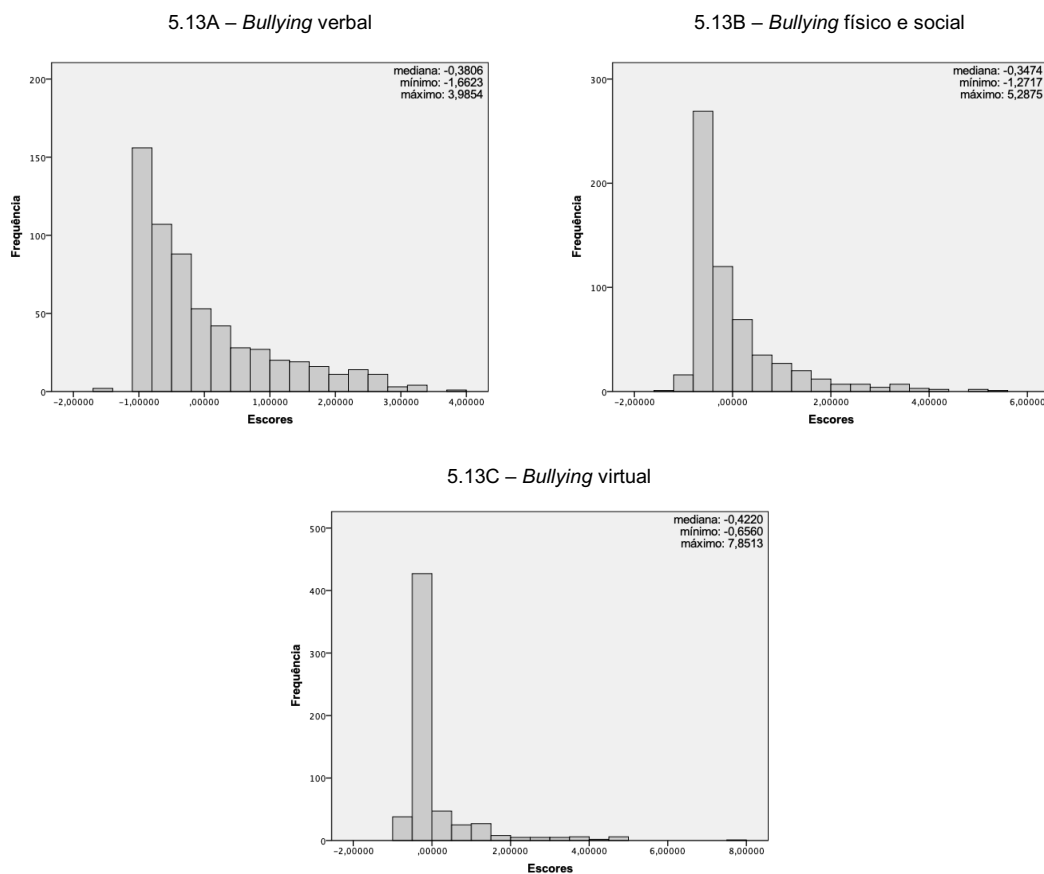 5.13A – Bullying verbal
mediana: -0,3806
mínimo: -1,6623
máximo: 3,9854
200
150
100
50
0
Frequência
−2,00000 −1,00000 ,00000 1,00000 2,00000 3,00000 4,00000
Escores
5.13B – Bullying físico e social
mediana: -0,3474
mínimo: -1,2717
máximo: 5,2875
300
200
100
0
Frequência
−2,00000 ,00000 2,00000 4,00000 6,00000
Escores
5.13C – Bullying virtual
mediana: -0,4220
mínimo: -0,6560
máximo: 7,8513
500
400
300
200
100
0
Frequência
−2,00000 ,00000 2,00000 4,00000 6,00000 8,00000
Escores